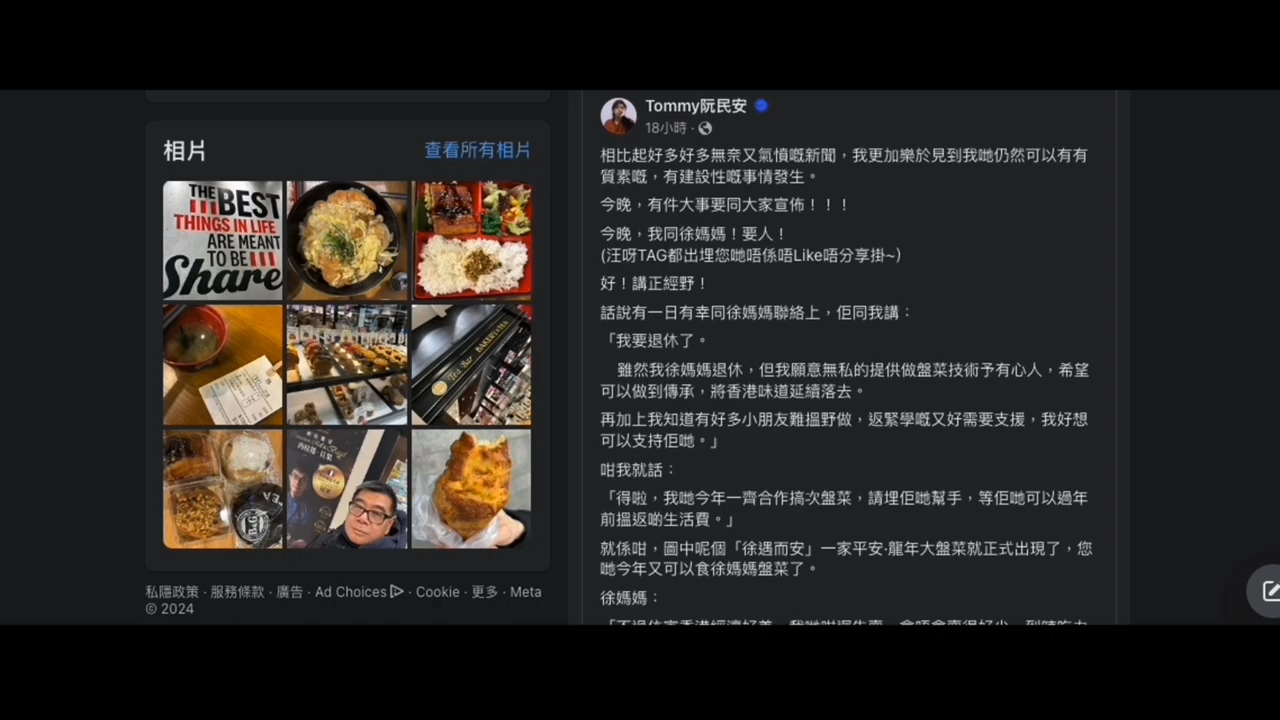 相片
查看所有相片
THE
BEST
THINGS IN LIFE
ARE MEANT
TO BE
Share
BAKERY & TEA
私隱政策 · 服務條款 · 廣告 · Ad Choices · Cookie · 更多 · Meta
© 2024
Tommy阮民安
18小時 ·
相比起好多好多無奈又氣憤嘅新聞，我更加樂於見到我哋仍然可以有有
質素嘅，有建設性嘅事情發生。
今晚，有件大事要同大家宣佈！！！
今晚，我同徐媽媽！要人！
(汪呀TAG都出埋您哋唔係唔Like唔分享掛~)
好！講正經野！
話說有一日有幸同徐媽媽聯絡上，佢同我講：
「我要退休了。
雖然我徐媽媽退休，但我願意無私的提供做盤菜技術予有心人，希望
可以做到傳承，將香港味道延續落去。
再加上我知道有好多小朋友難搵野做，返緊學嘅又好需要支援，我好想
可以支持佢哋。」
咁我就話：
「得啦，我哋今年一齊合作搞次盤菜，請埋佢哋幫手，等佢哋可以過年
前搵返啲生活費。」
就係咁，圖中呢個「徐遇而安」一家平安·龍年大盤菜就正式出現了，您
哋今年又可以食徐媽媽盤菜了。
徐媽媽：